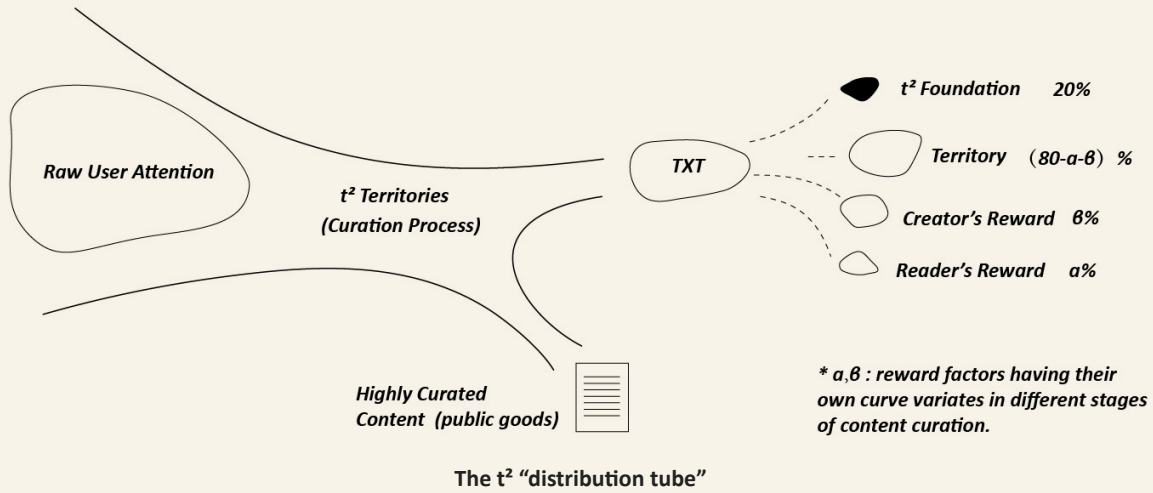 Raw User Attention
t² Territories
(Curation Process)
TXT
t² Foundation 20%
Territory (80-a-ϐ) %
Creator’s Reward ϐ%
Reader’s Reward a%
Highly Curated
Content (public goods)
* a,ϐ : reward factors having their
own curve variates in different stages
of content curation.
The t² “distribution tube”